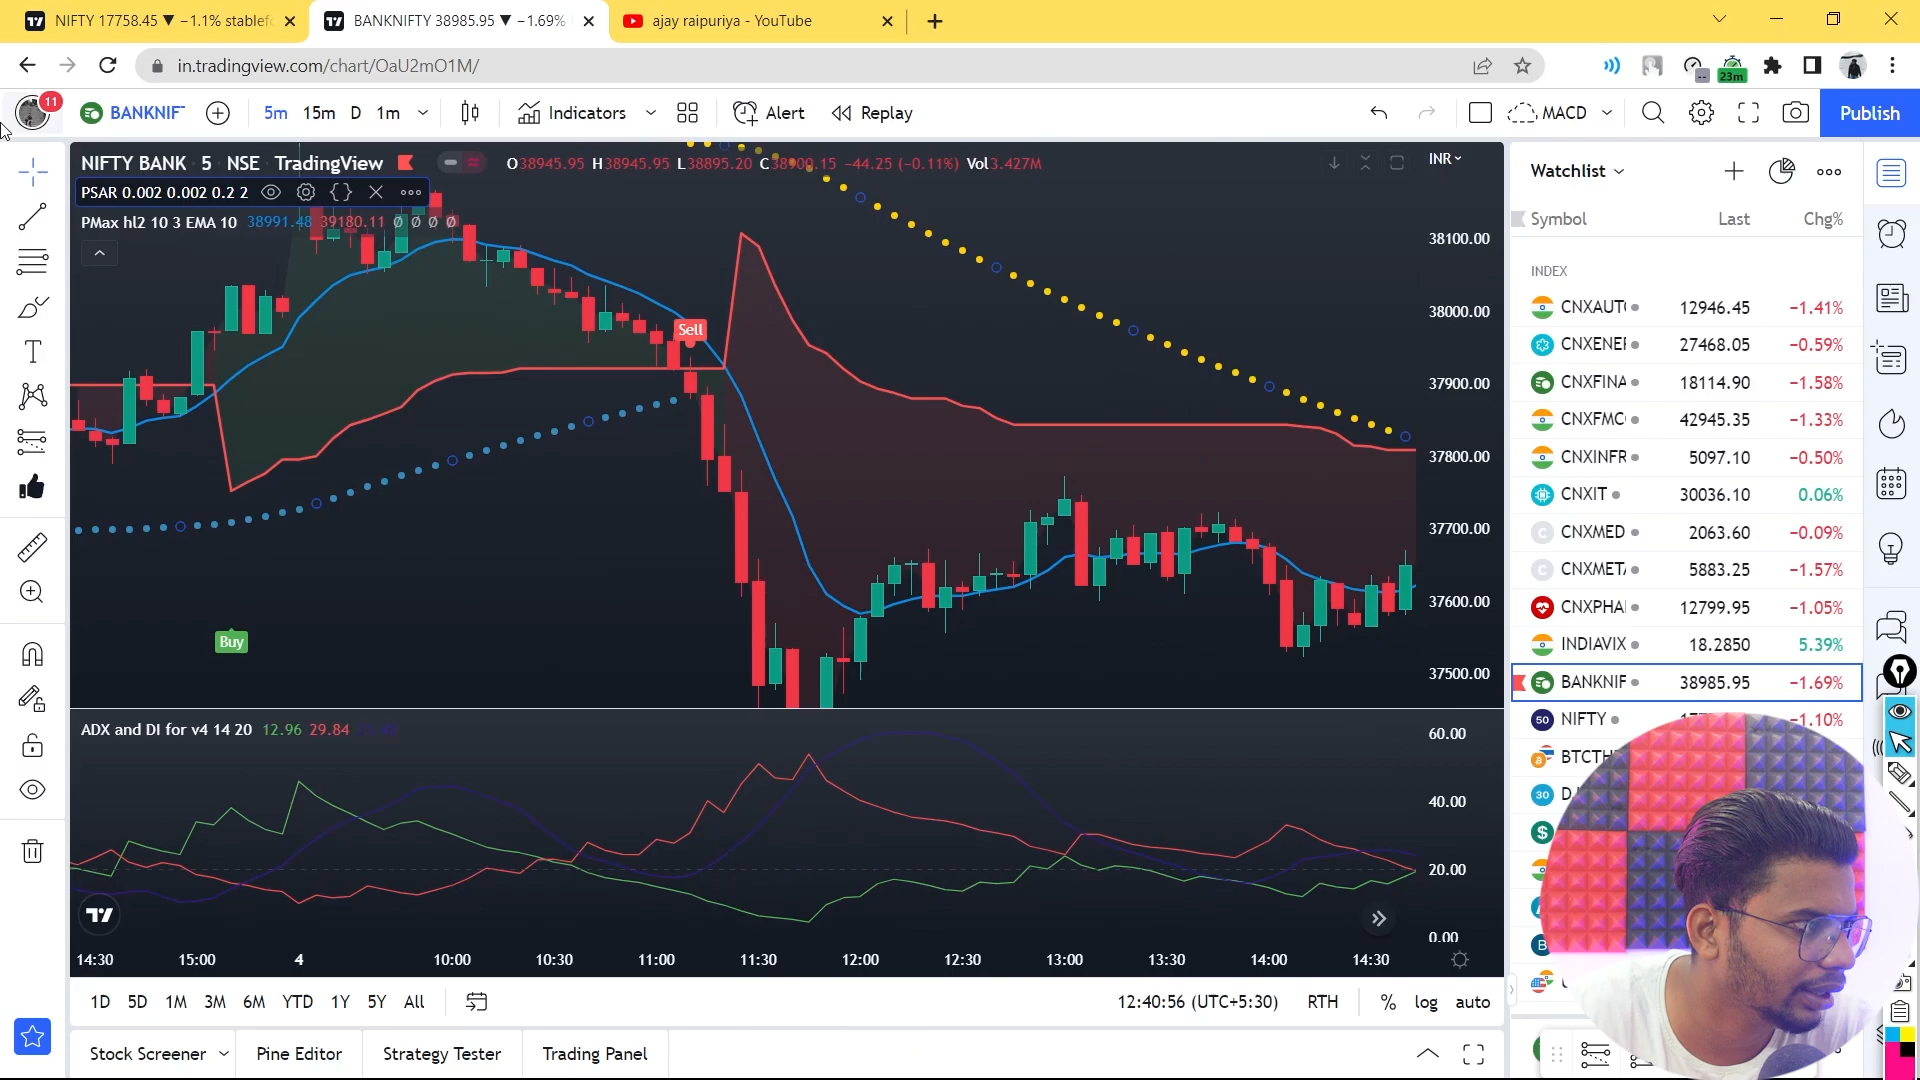 NIFTY 17758.45 ▼ −1.1% stablef
BANKNIFTY 38985.95 ▼ −1.69%
ajay raipuriya - YouTube
in.tradingview.com/chart/OaU2mO1M/
23m
11
BANKNIF
5m 15m D 1m
Indicators
Alert
Replay
MACD
Publish
NIFTY BANK 5 NSE TradingView
O38945.95 H38945.95 L38895.20 C38900.15 −44.25 (−0.11%) Vol3.427M
INR
PSAR 0.002 0.002 0.2 2
PMax hl2 10 3 EMA 10 38991.48 39180.11 Ø Ø Ø Ø
Sell
Buy
38100.00
38000.00
37900.00
37800.00
37700.00
37600.00
37500.00
ADX and DI for v4 14 20 12.96 29.84
60.00
40.00
20.00
0.00
14:30 15:00 4 10:00 10:30 11:00 11:30 12:00 12:30 13:00 13:30 14:00 14:30
1D 5D 1M 3M 6M YTD 1Y 5Y All
12:40:56 (UTC+5:30) RTH % log auto
Stock Screener Pine Editor Strategy Tester Trading Panel
Watchlist
Symbol Last Chg%
INDEX
CNXAUT 12946.45 −1.41%
CNXENE 27468.05 −0.59%
CNXFINA 18114.90 −1.58%
CNXFMC 42945.35 −1.33%
CNXINFR 5097.10 −0.50%
CNXIT 30036.10 0.06%
CNXMED 2063.60 −0.09%
CNXMET 5883.25 −1.57%
CNXPHA 12799.95 −1.05%
INDIAVIX 18.2850 5.39%
BANKNIF 38985.95 −1.69%
50 NIFTY −1.10%
BTCTH
30 D